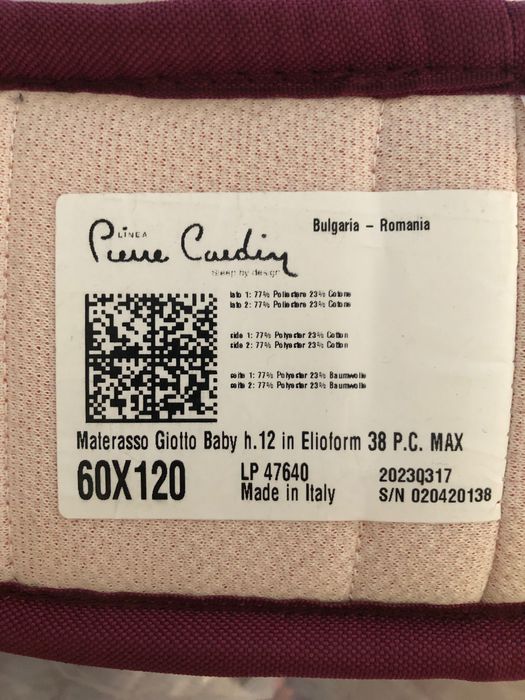 LINEA
Pierre Cardin
sleep by design
Bulgaria – Romania
lato 1: 77% Poliestere 23% Cotone
lato 2: 77% Poliestere 23% Cotone
side 1: 77% Polyester 23% Cotton
side 2: 77% Polyester 23% Cotton
seite 1: 77% Polyester 23% Baumwolle
seite 2: 77% Polyester 23% Baumwolle
Materasso Giotto Baby h.12 in Elioform 38 P.C. MAX
60X120
LP 47640
2023Q317
Made in Italy
S/N 020420138